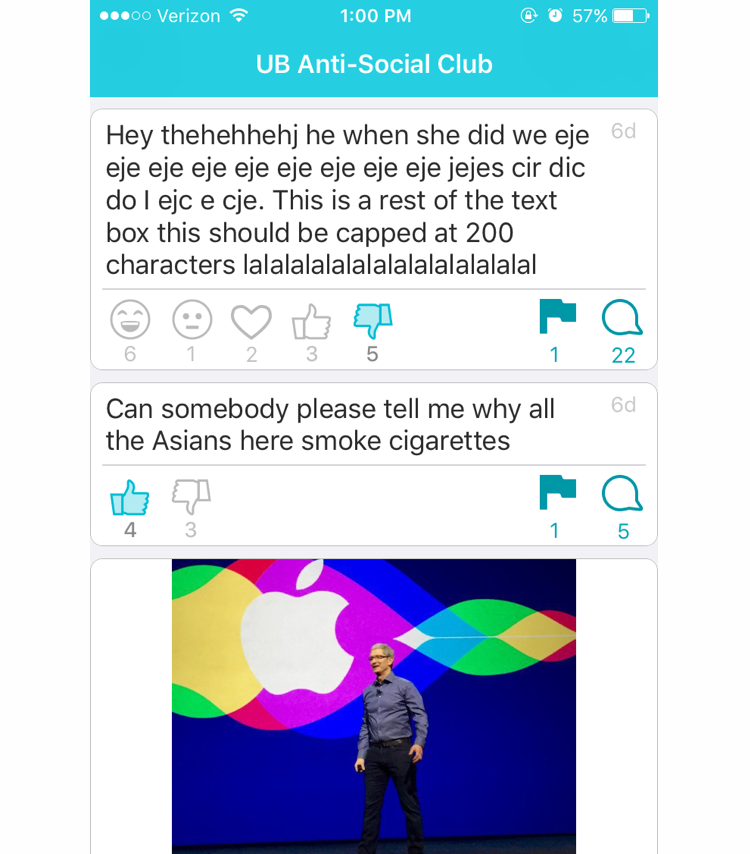 Verizon 1:00 PM 57%
UB Anti-Social Club
Hey thehehhehj he when she did we eje 6d
eje eje eje eje eje eje eje eje jejes cir dic
do I ejc e cje. This is a rest of the text
box this should be capped at 200
characters lalalalalalalalalalalalalalal
6 1 2 3 5 1 22
Can somebody please tell me why all 6d
the Asians here smoke cigarettes
4 3 1 5